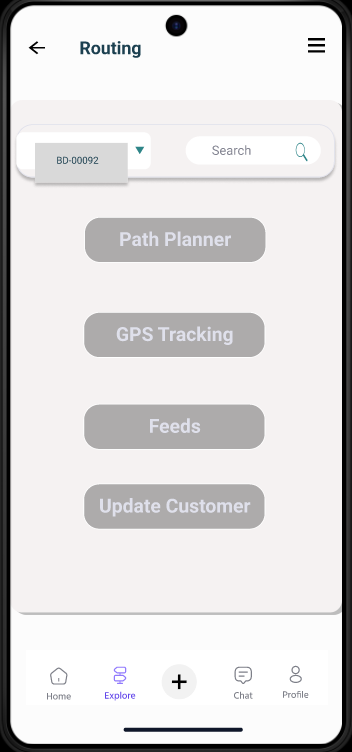 Routing
BD-00092
Search
Path Planner
GPS Tracking
Feeds
Update Customer
Home
Explore
Chat
Profile